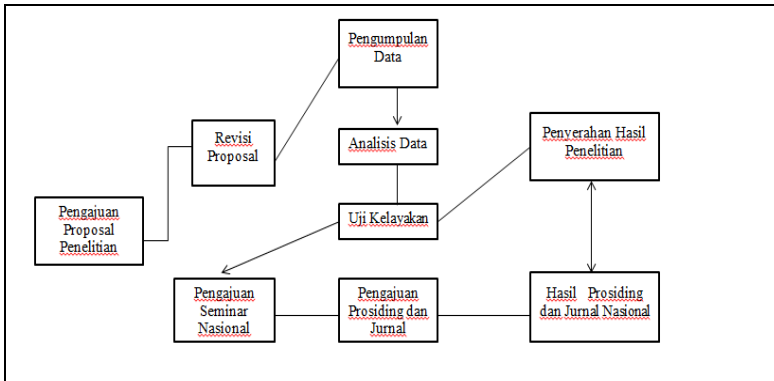 Pengumpulan
Data
Revisi
Proposal
Analisis Data
Penyerahan Hasil
Penelitian
Pengajuan
Proposal
Penelitian
Uji Kelayakan
Pengajuan
Seminar
Nasional
Pengajuan
Prosiding dan
Jurnal
Hasil Prosiding
dan Jurnal Nasional